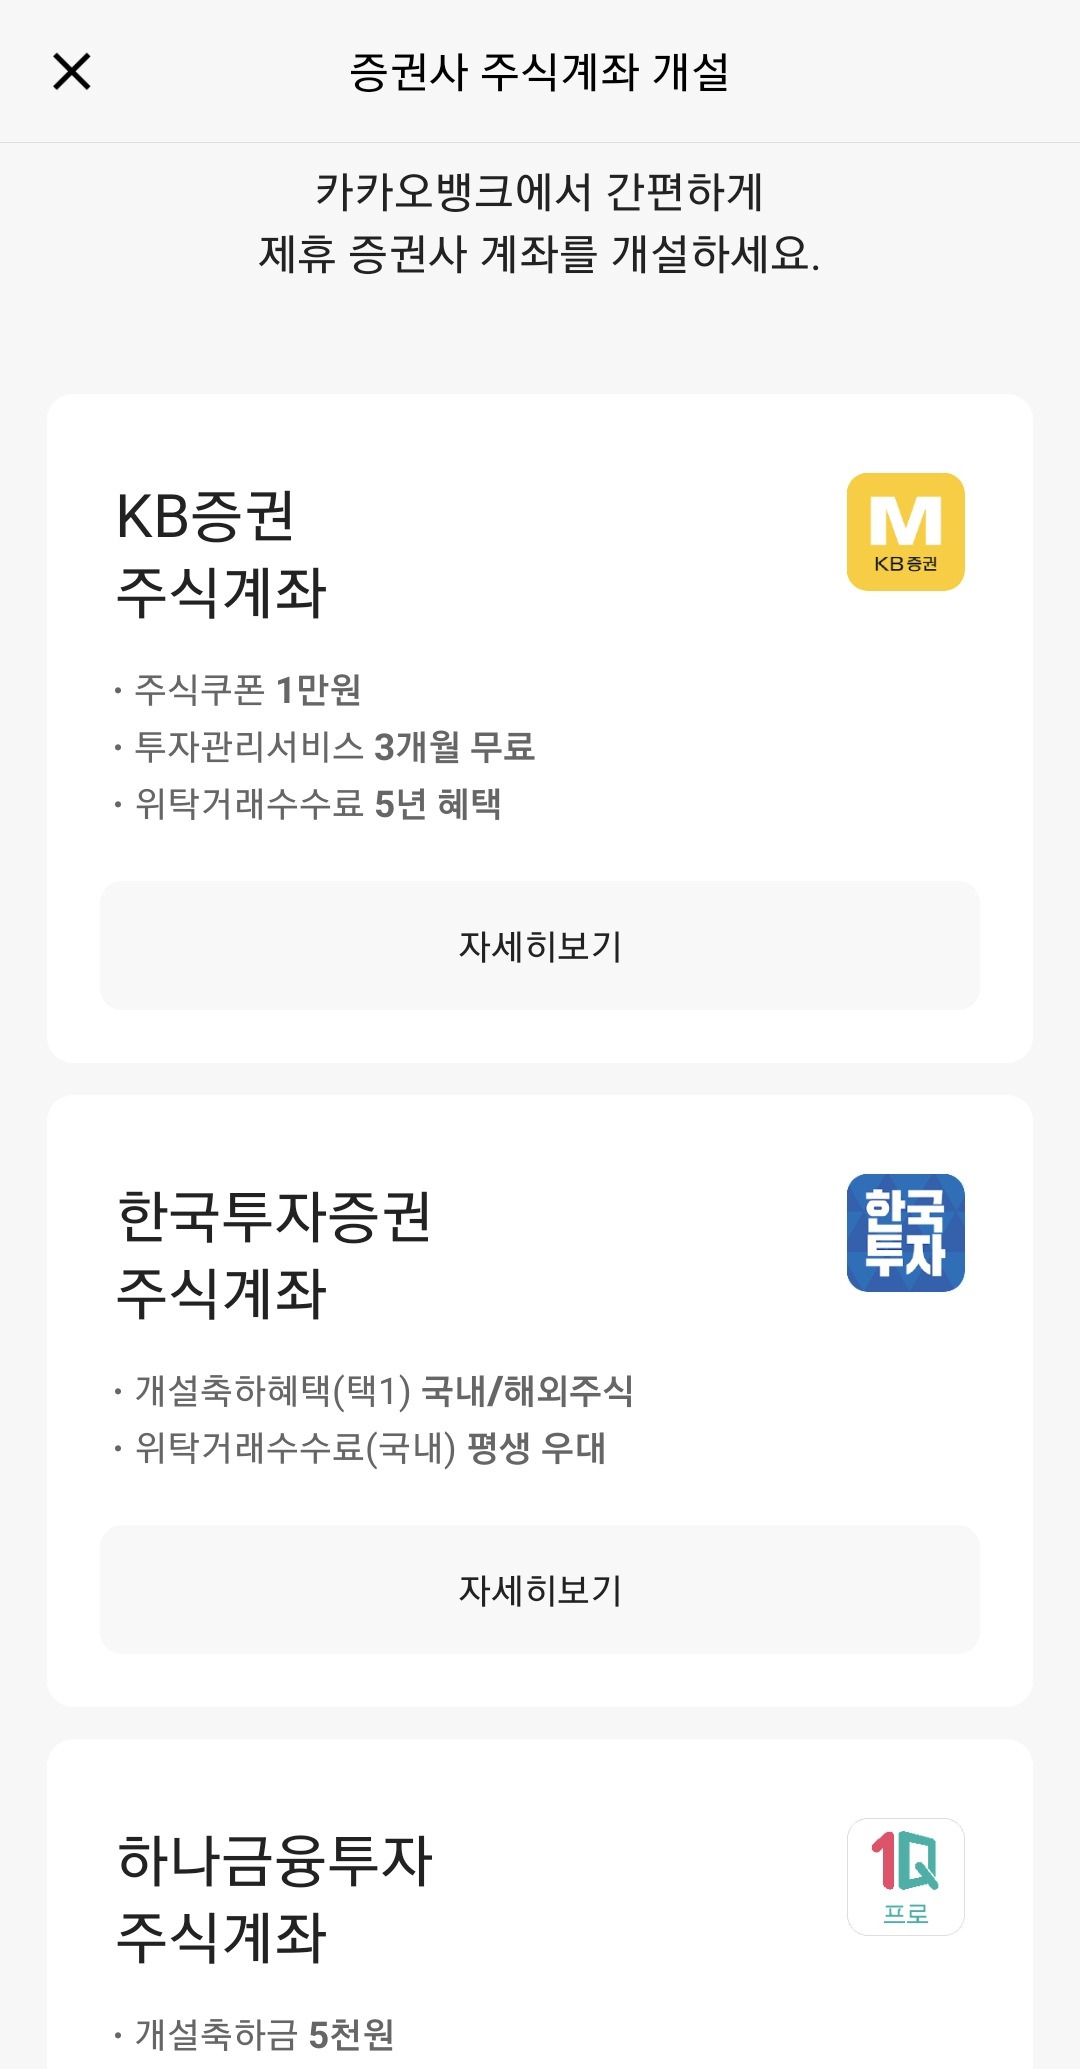 증권사 주식계좌 개설
카카오뱅크에서 간편하게
제휴 증권사 계좌를 개설하세요.
KB증권
주식계좌
M
KB증권
· 주식쿠폰 1만원
· 투자관리서비스 3개월 무료
· 위탁거래수수료 5년 혜택
자세히보기
한국투자증권
주식계좌
한국
투자
· 개설축하혜택(택1) 국내/해외주식
· 위탁거래수수료(국내) 평생 우대
자세히보기
하나금융투자
주식계좌
1Q
프로
· 개설축하금 5천원